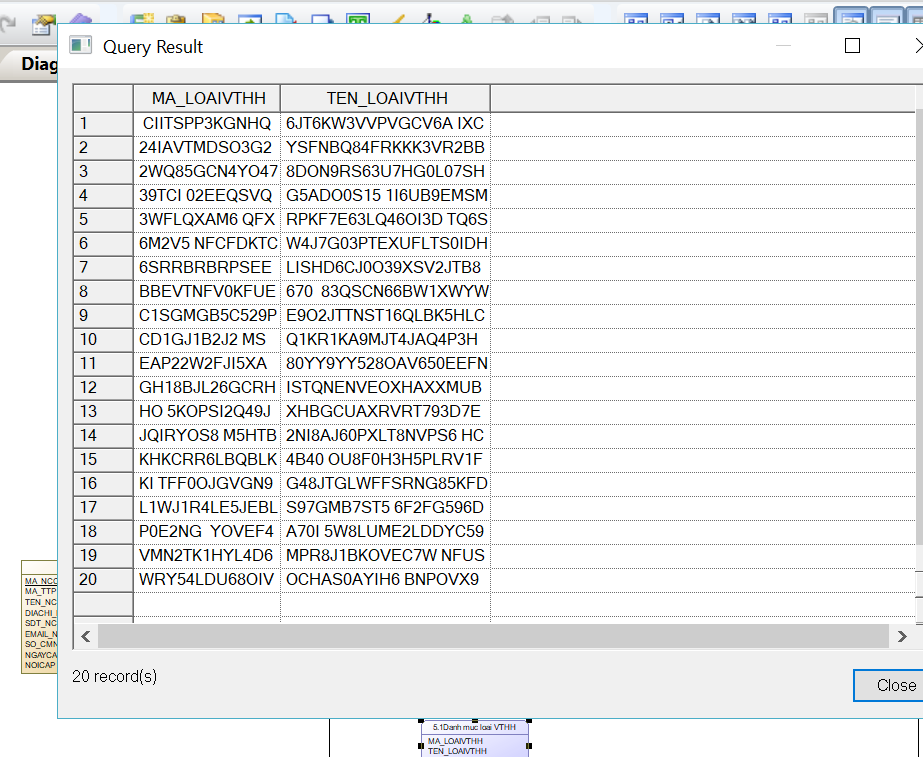 Query Result
Diag
MA_LOAIVTHH TEN_LOAIVTHH
1 CIITSPP3KGNHQ 6JT6KW3VVPVGCV6A IXC
2 24IAVTMDSO3G2 YSFNBQ84FRKKK3VR2BB
3 2WQ85GCN4YO47 8DON9RS63U7HG0L07SH
4 39TCI 02EEQSVQ G5ADO0S15 1I6UB9EMSM
5 3WFLQXAM6 QFX RPKF7E63LQ46OI3D TQ6S
6 6M2V5 NFCFDKTC W4J7G03PTEXUFLTS0IDH
7 6SRRBRBRPSEE LISHD6CJ0O39XSV2JTB8
8 BBEVTNFV0KFUE 670  83QSCN66BW1XWYW
9 C1SGMGB5C529P E9O2JTTNST16QLBK5HLC
10 CD1GJ1B2J2 MS Q1KR1KA9MJT4JAQ4P3H
11 EAP22W2FJI5XA 80YY9YY528OAV650EEFN
12 GH18BJL26GCRH ISTQNENVEOXHAXXMUB
13 HO 5KOPSI2Q49J XHBGCUAXRVRT793D7E
14 JQIRYOS8 M5HTB 2NI8AJ60PXLT8NVPS6 HC
15 KHKCRR6LBQBLK 4B40 OU8F0H3H5PLRV1F
16 KI TFF0OJGVGN9 G48JTGLWFFSRNG85KFD
17 L1WJ1R4LE5JEBL S97GMB7ST5 6F2FG596D
18 P0E2NG  YOVEF4 A70I 5W8LUME2LDDYC59
19 VMN2TK1HYL4D6 MPR8J1BKOVEC7W NFUS
20 WRY54LDU68OIV OCHAS0AYIH6 BNPOVX9
MA_NCC
MA_TTP
TEN_NC
DIACHI_
SDT_NC
EMAIL_N
SO_CMN
NGAYCA
NOICAP
20 record(s)
Close
5.1Danh muc loai VTHH
MA_LOAIVTHH
TEN_LOAIVTHH